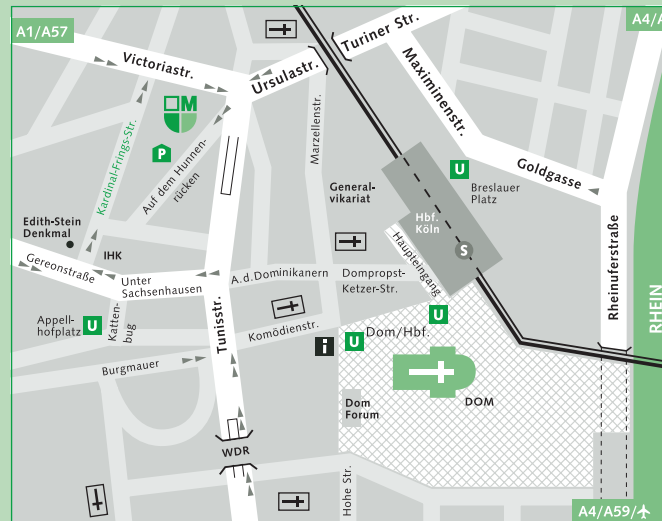 A1/A57
A4/A
Turiner Str.
Victoriastr.
Ursulastr.
Maximinenstr.
M
Marzellenstr.
Kardinal-Frings-Str.
P
Auf dem Hunnen-
rücken
Goldgasse
U
Breslauer
Platz
General-
vikariat
Hbf.
Köln
S
Haupteingang
Edith-Stein
Denkmal
IHK
Gereonstraße
Unter
Sachsenhausen
A.d.Dominikanern
Dompropst-
Ketzer-Str.
Rheinuferstraße
RHEIN
Appell-
hofplatz
U
Katten-
bug
Tunisstr.
Komödienstr.
i
U
Dom/Hbf.
U
Burgmauer
Dom
Forum
DOM
WDR
Hohe Str.
A4/A59/